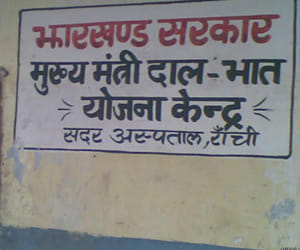 झारखण्ड सरकार
मुख्य मंत्री दाल-भात
योजना केन्द्र
सदर अस्पताल, राँची